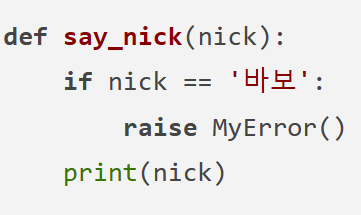 def say_nick(nick):
    if nick == '바보':
        raise MyError()
    print(nick)